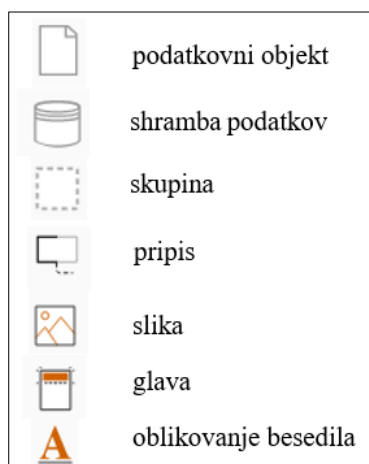 podatkovni objekt
shramba podatkov
skupina
pripis
slika
glava
A oblikovanje besedila